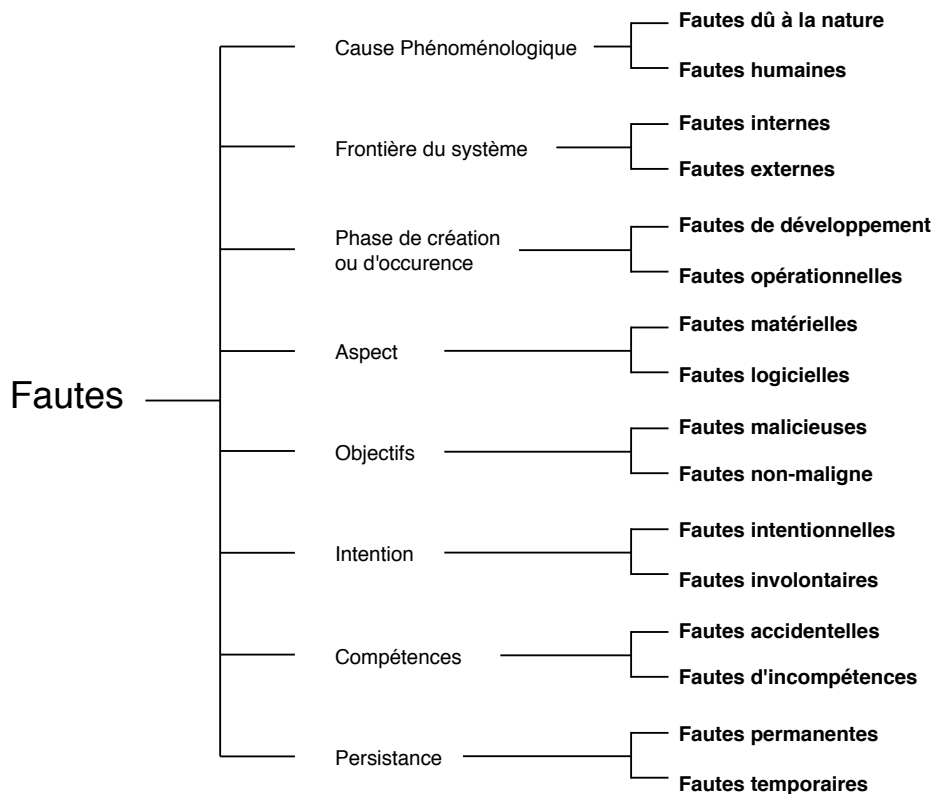 Fautes
Cause Phénoménologique
Fautes dû à la nature
Fautes humaines
Frontière du système
Fautes internes
Fautes externes
Phase de création
ou d'occurence
Fautes de développement
Fautes opérationnelles
Aspect
Fautes matérielles
Fautes logicielles
Objectifs
Fautes malicieuses
Fautes non-maligne
Intention
Fautes intentionnelles
Fautes involontaires
Compétences
Fautes accidentelles
Fautes d'incompétences
Persistance
Fautes permanentes
Fautes temporaires